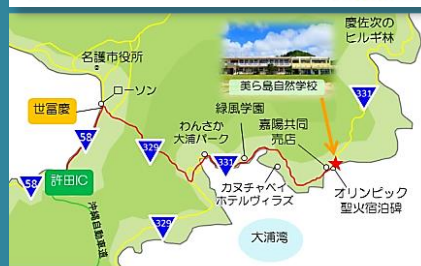 慶佐次の
ヒルギ林
名護市役所
美ら島自然学校
331
世冨慶
ローソン
58
329
わんさか
大浦パーク
緑風学園
嘉陽共同
売店
331
58
許田IC
カヌチャベイ
ホテルヴィラズ
オリンピック
聖火宿泊碑
沖縄自動車道
329
大浦湾